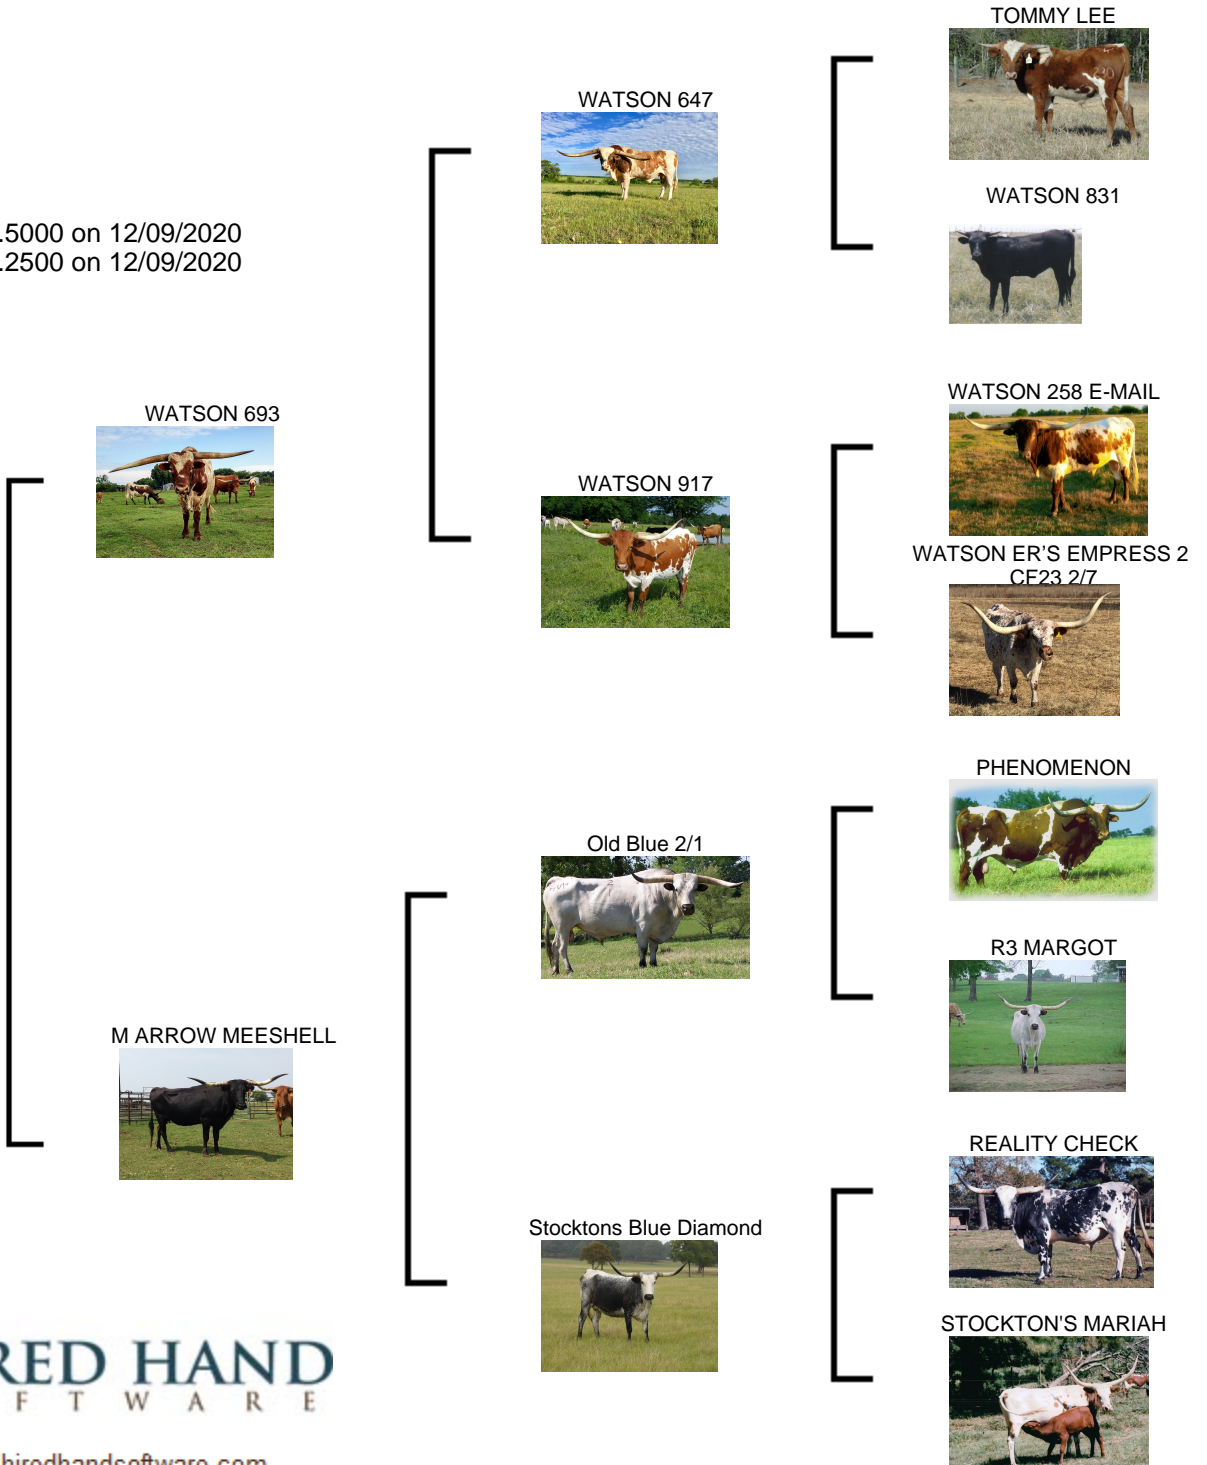 TOMMY LEE
WATSON 647
WATSON 831
.5000 on 12/09/2020
.2500 on 12/09/2020
WATSON 258 E-MAIL
WATSON 693
WATSON 917
WATSON ER'S EMPRESS 2
CF23 2/7
PHENOMENON
Old Blue 2/1
R3 MARGOT
M ARROW MEESHELL
REALITY CHECK
Stocktons Blue Diamond
STOCKTON'S MARIAH
RED HAND
F T W A R E
hiredhandsoftware.com